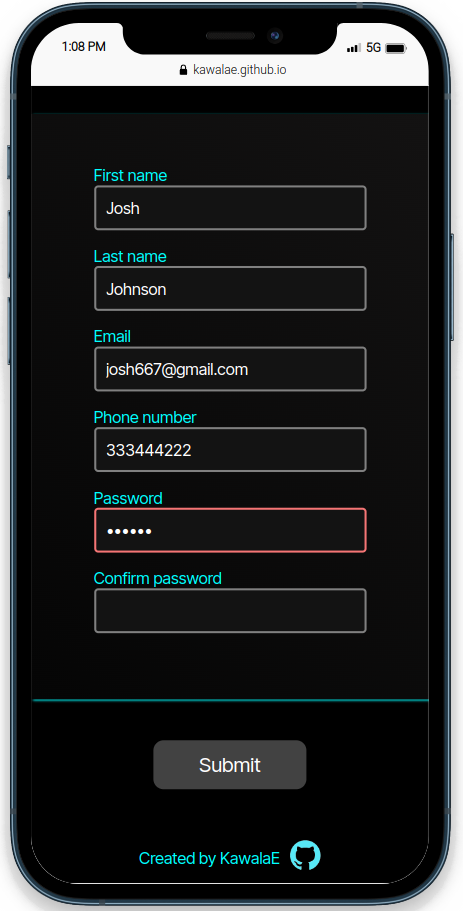 1:08 PM
5G
kawalae.github.io
First name
Josh
Last name
Johnson
Email
josh667@gmail.com
Phone number
333444222
Password
••••••
Confirm password
Submit
Created by KawalaE